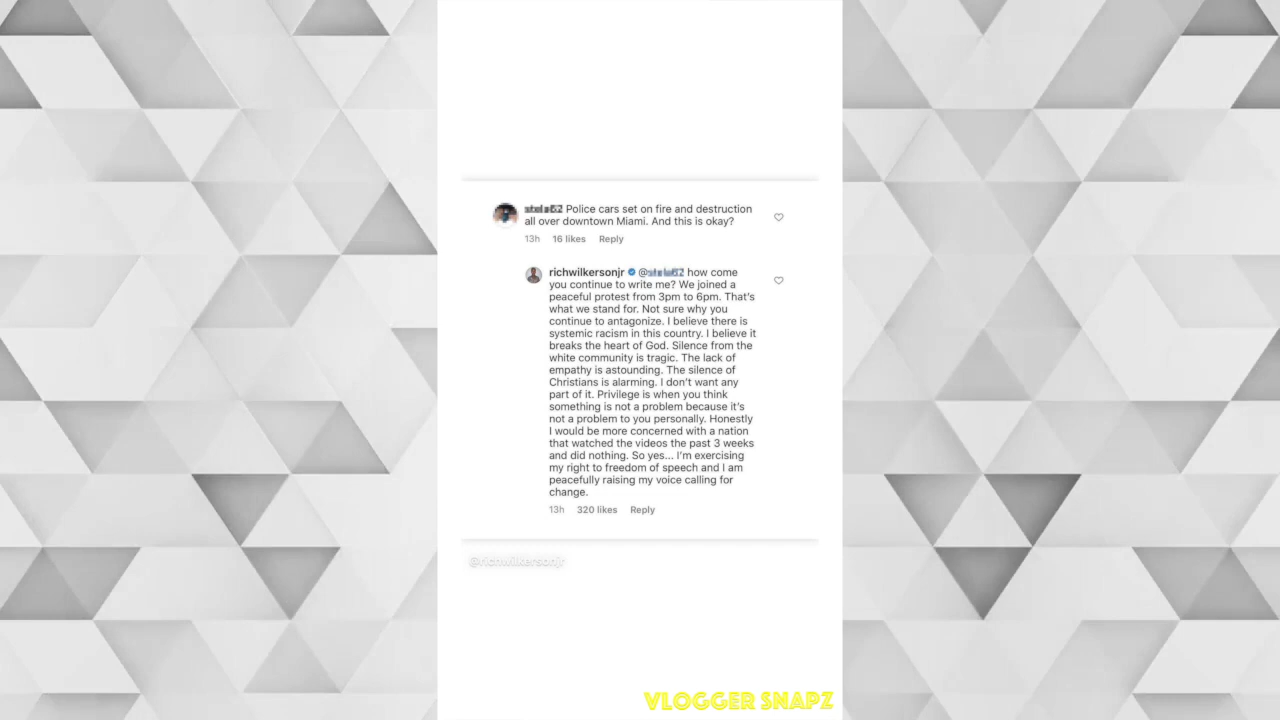 Police cars set on fire and destruction
all over downtown Miami. And this is okay?
13h 16 likes Reply
richwilkersonjr @ how come
you continue to write me? We joined a
peaceful protest from 3pm to 6pm. That's
what we stand for. Not sure why you
continue to antagonize. I believe there is
systemic racism in this country. I believe it
breaks the heart of God. Silence from the
white community is tragic. The lack of
empathy is astounding. The silence of
Christians is alarming. I don't want any
part of it. Privilege is when you think
something is not a problem because it's
not a problem to you personally. Honestly
I would be more concerned with a nation
that watched the videos the past 3 weeks
and did nothing. So yes... I'm exercising
my right to freedom of speech and I am
peacefully raising my voice calling for
change.
13h 320 likes Reply
@richwilkersonjr
VLOGGER SNAPZ